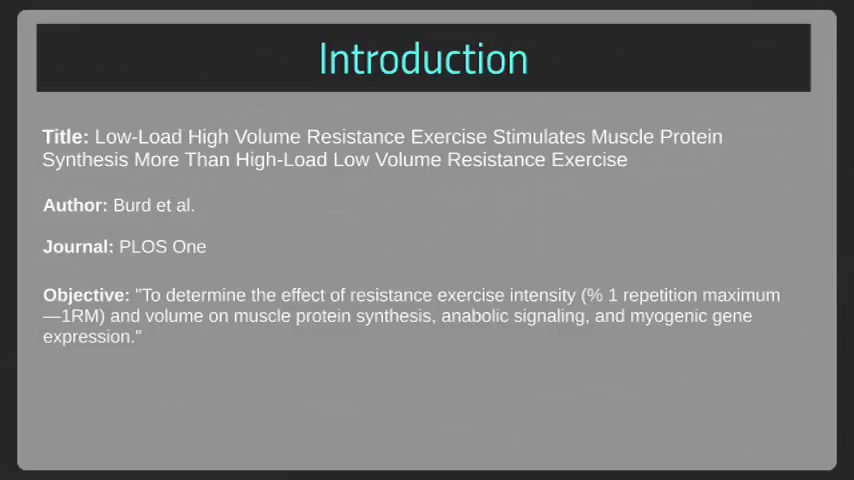 Introduction
Title: Low-Load High Volume Resistance Exercise Stimulates Muscle Protein
Synthesis More Than High-Load Low Volume Resistance Exercise
Author: Burd et al.
Journal: PLOS One
Objective: "To determine the effect of resistance exercise intensity (% 1 repetition maximum
—1RM) and volume on muscle protein synthesis, anabolic signaling, and myogenic gene
expression."